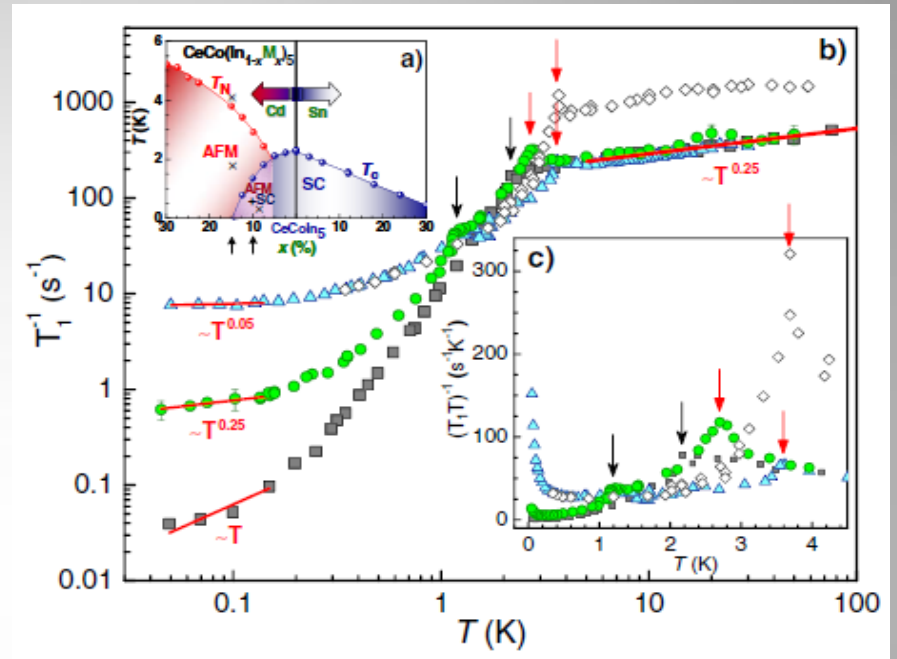 CeCo(In1-xMx)5
a)
b)
6
4
2
0
T(K)
TN
Cd
Sn
AFM
SC
Tc
AFM
+SC
CeCoIn5
30 20 10 0 10 20 30
x (%)
1000
100
10
1
0.1
0.01
T1-1 (s-1)
~T0.25
~T0.05
~T0.25
~T
c)
300
250
200
150
100
50
0
(T1T)-1 (s-1K-1)
0 1 2 3 4
T (K)
0.1 1 10 100
T (K)